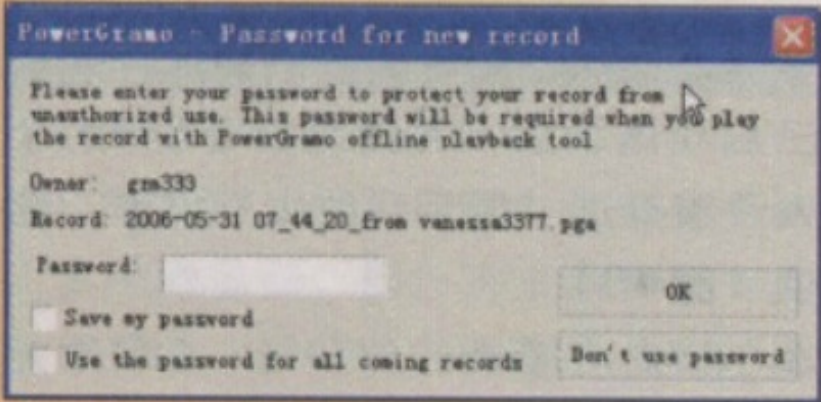 PowerGramo - Password for new record
Please enter your password to protect your record from
unauthorized use. This password will be required when you play
the record with PowerGramo offline playback tool
Owner: gzm333
Record: 2006-05-31 07_44_20_from vanessa3377.pga
Password:
OK
Save my password
Use the password for all coming records
Don't use password